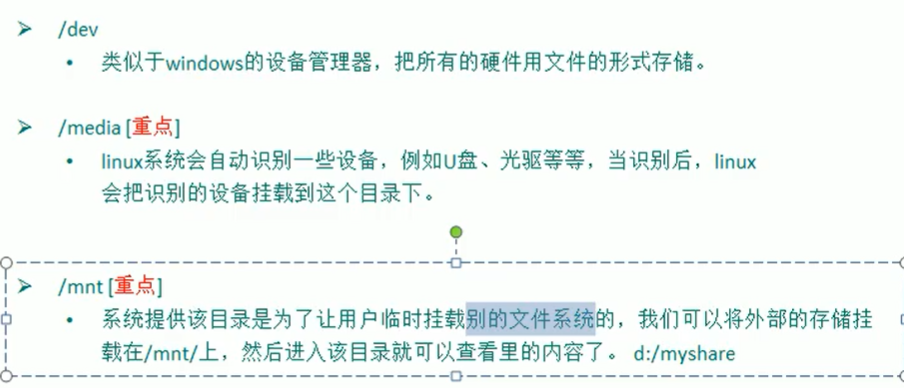 /dev
类似于windows的设备管理器，把所有的硬件用文件的形式存储。
/media [重点]
linux系统会自动识别一些设备，例如U盘、光驱等等，当识别后，linux
会把识别的设备挂载到这个目录下。
/mnt [重点]
系统提供该目录是为了让用户临时挂载别的文件系统的，我们可以将外部的存储挂
载在/mnt/上，然后进入该目录就可以查看里的内容了。 d:/myshare